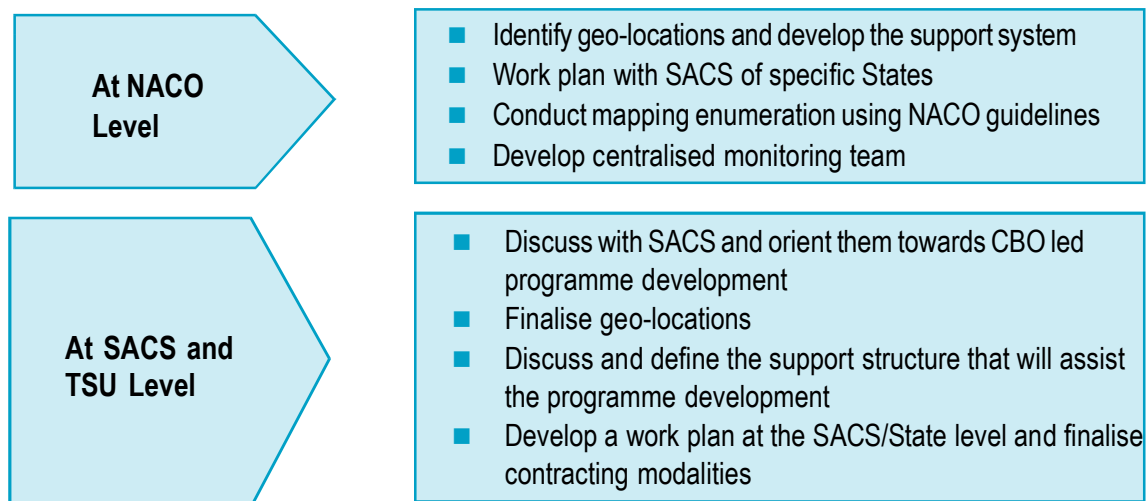 At NACO
Level
■ Identify geo-locations and develop the support system
■ Work plan with SACS of specific States
■ Conduct mapping enumeration using NACO guidelines
■ Develop centralised monitoring team
At SACS and
TSU Level
■ Discuss with SACS and orient them towards CBO led
programme development
■ Finalise geo-locations
■ Discuss and define the support structure that will assist
the programme development
■ Develop a work plan at the SACS/State level and finalise
contracting modalities